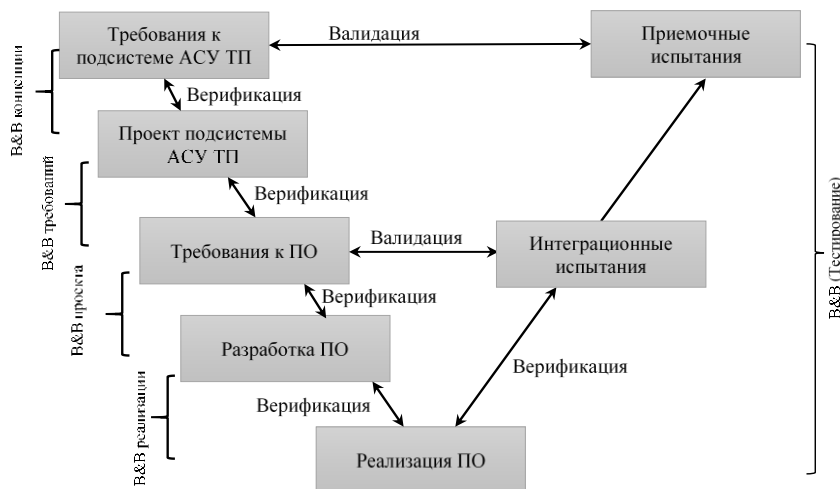 Требования к
подсистеме АСУ ТП
Валидация
Приемочные
испытания
В&В концепции
Верификация
Проект подсистемы
АСУ ТП
В&В требований
Верификация
Требования к ПО
Валидация
Интеграционные
испытания
В&В (Тестирование)
В&В проекта
Верификация
Разработка ПО
Верификация
В&В реализации
Верификация
Реализация ПО